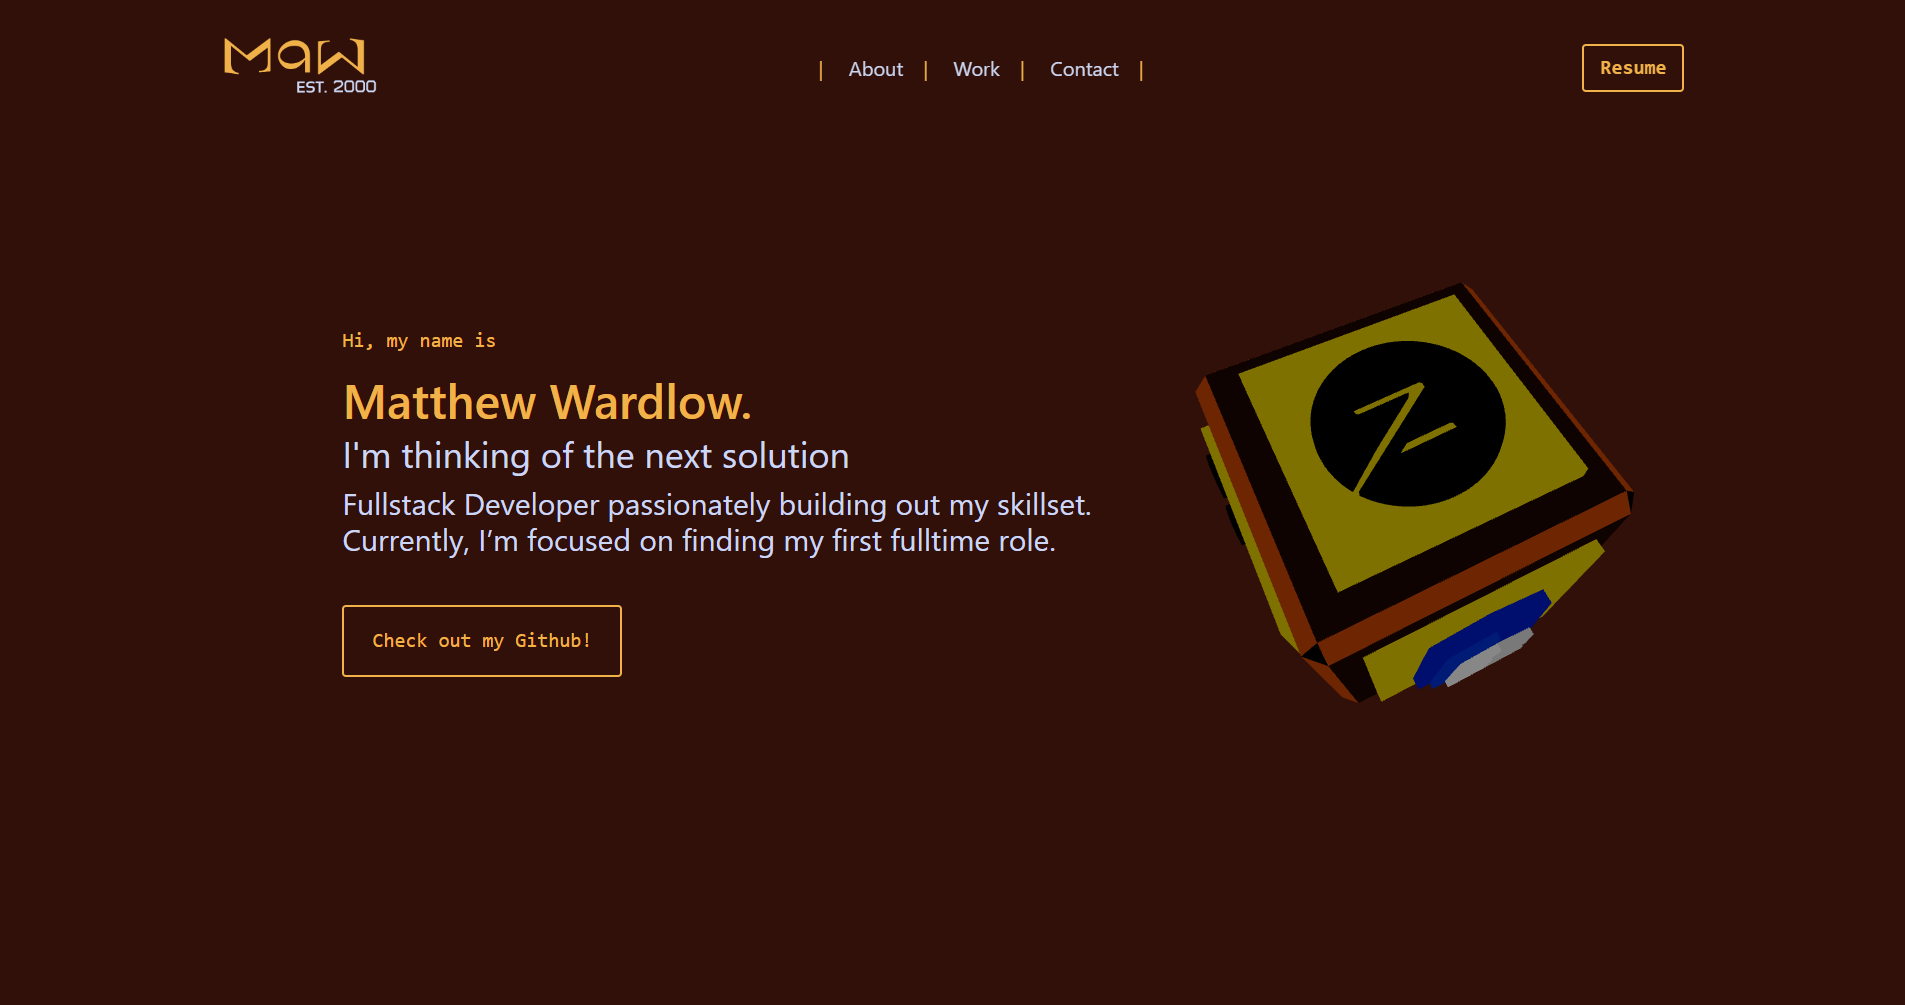 MaW
EST. 2000
| About | Work | Contact |
Resume
Hi, my name is
Matthew Wardlow.
I'm thinking of the next solution
Fullstack Developer passionately building out my skillset.
Currently, I’m focused on finding my first fulltime role.
Check out my Github!